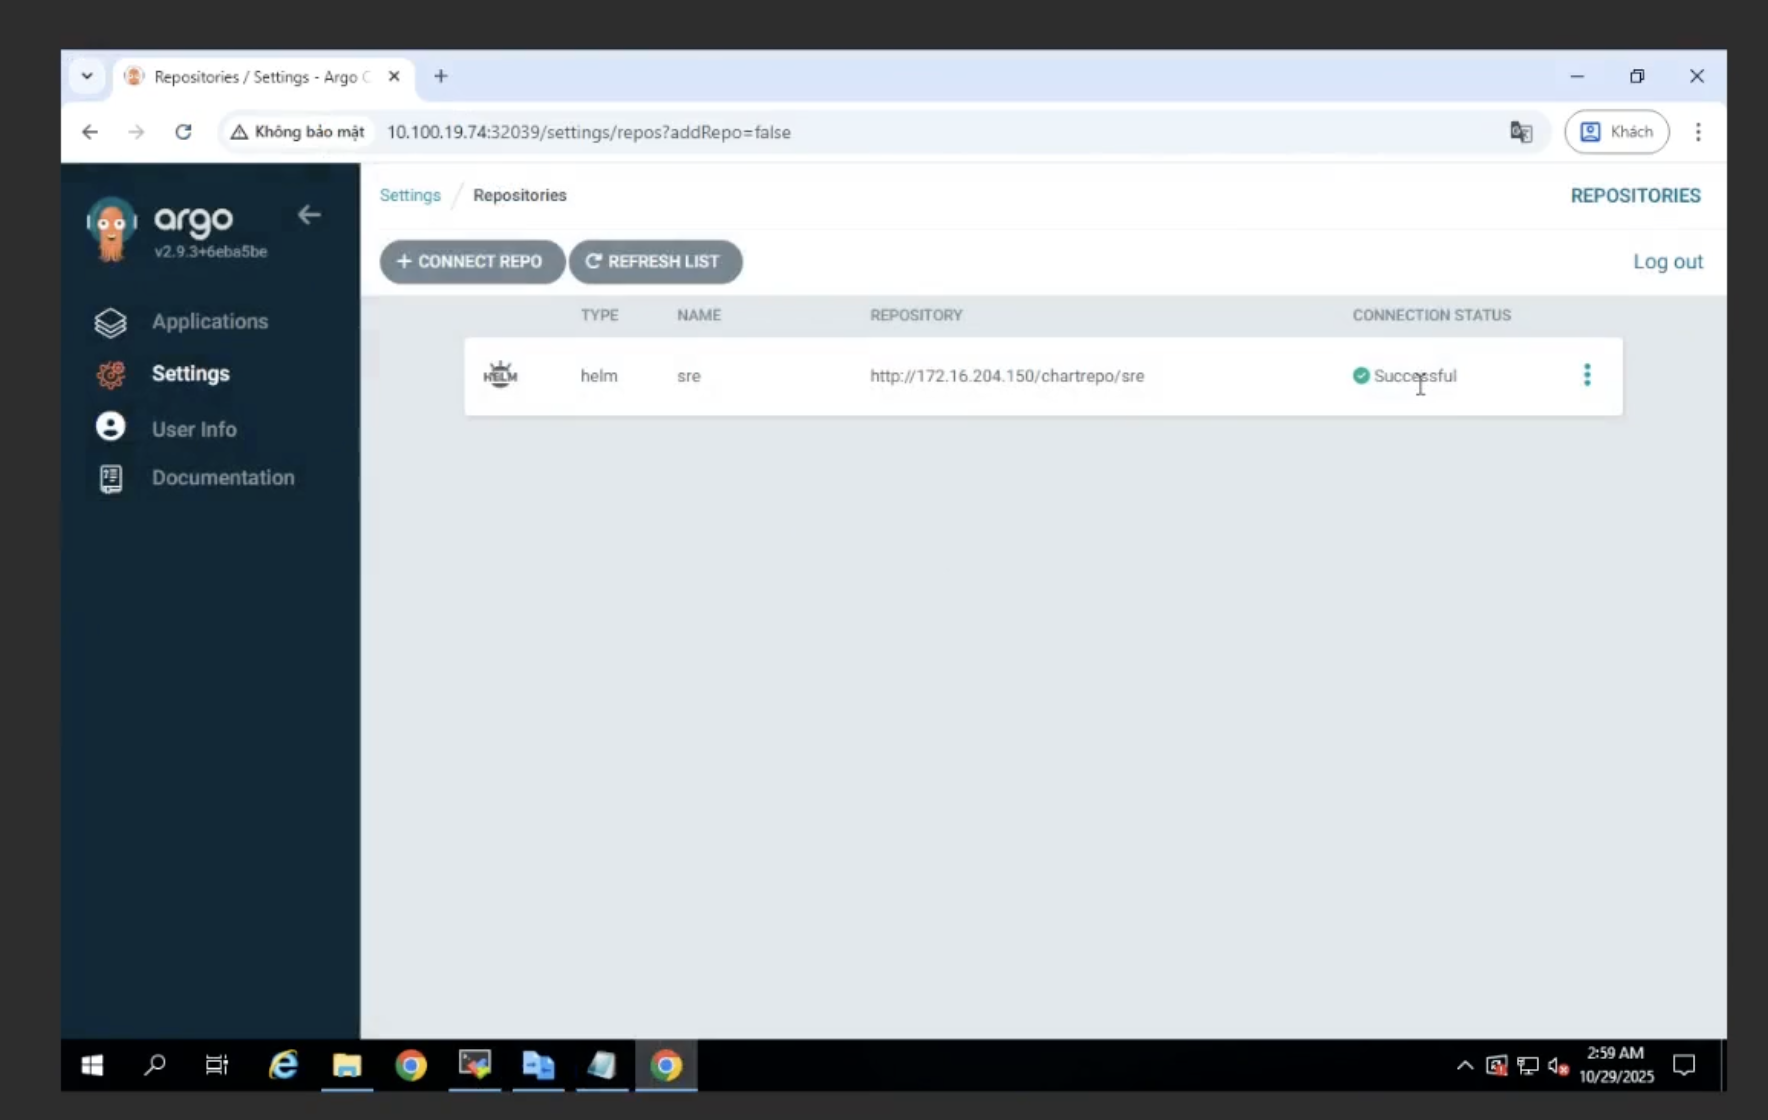 Repositories / Settings - Argo C
Không bảo mật
10.100.19.74:32039/settings/repos?addRepo=false
Khách
argo
v2.9.3+6eba5be
Applications
Settings
User Info
Documentation
Settings / Repositories
REPOSITORIES
+ CONNECT REPO
REFRESH LIST
Log out
TYPE NAME REPOSITORY CONNECTION STATUS
HELM helm sre http://172.16.204.150/chartrepo/sre Successful
2:59 AM
10/29/2025